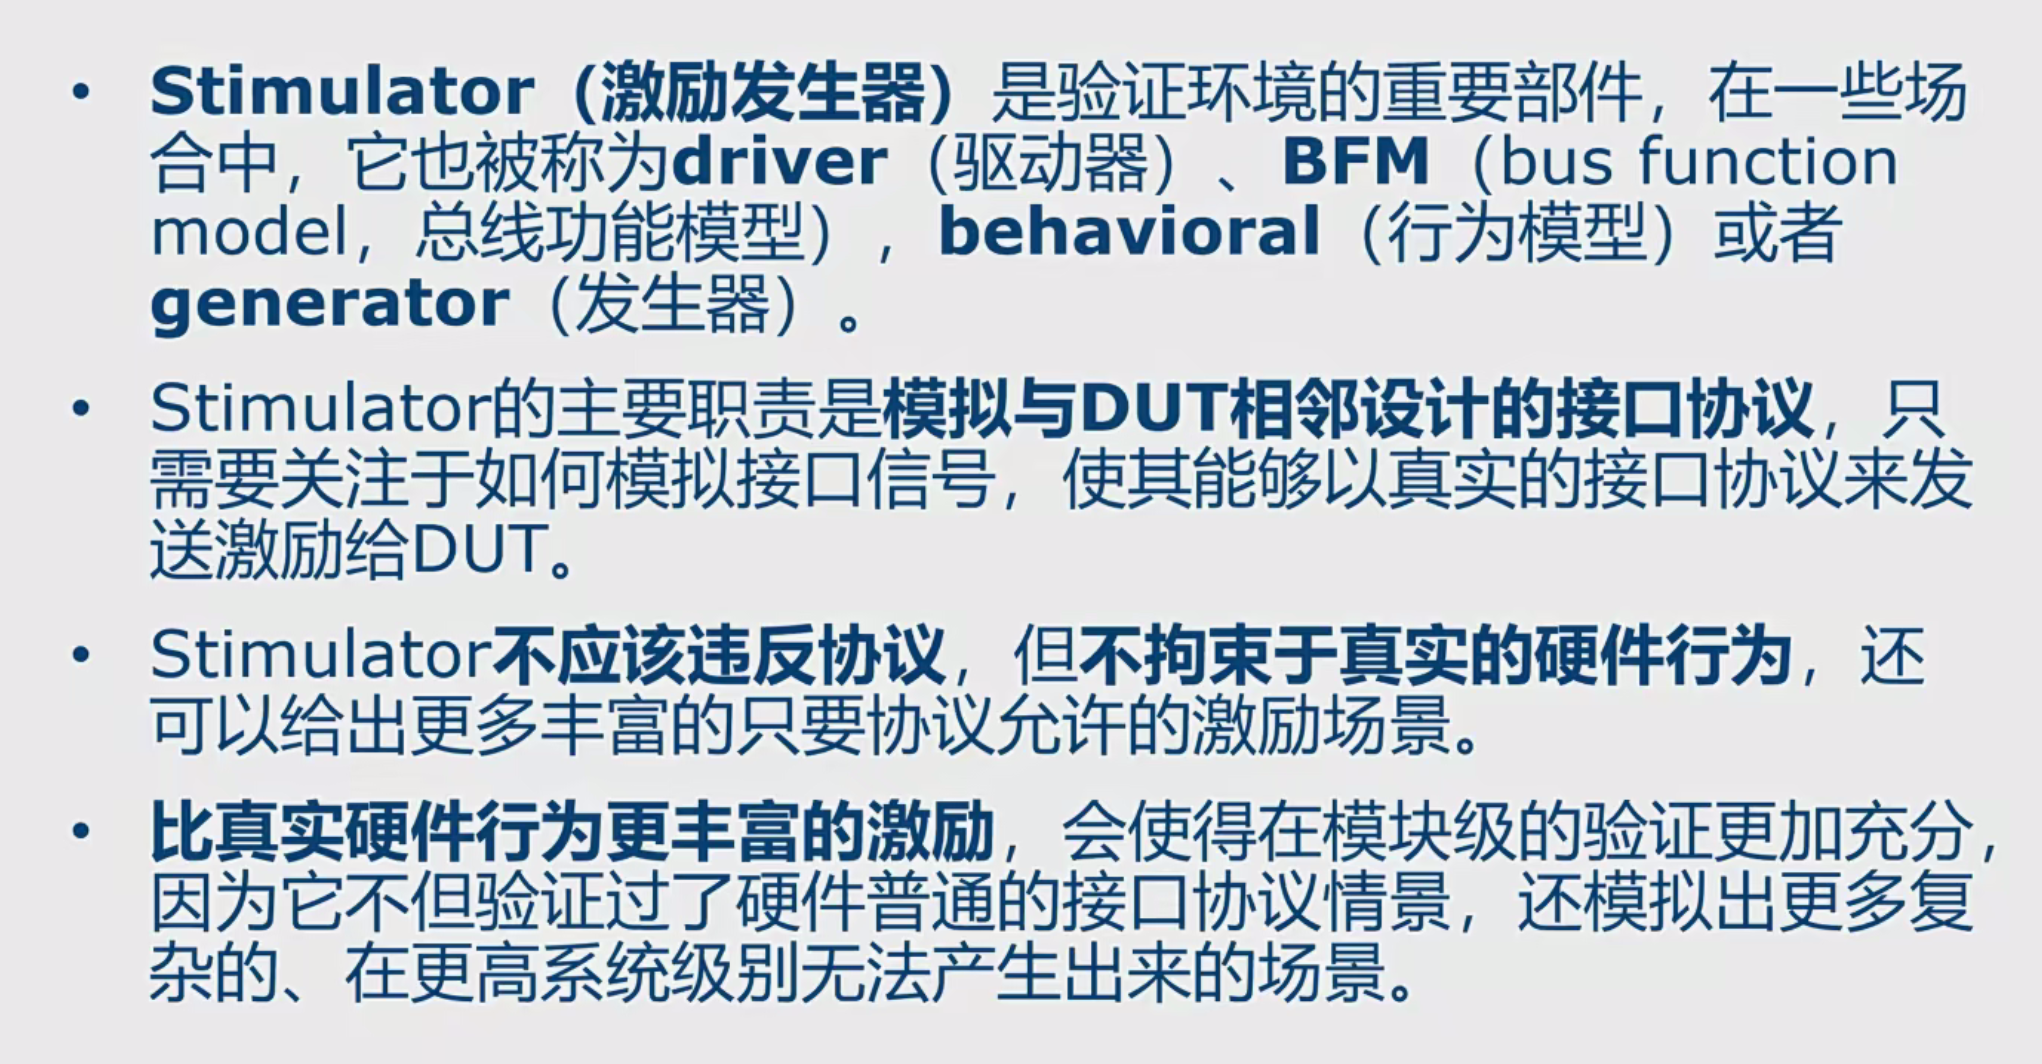 • Stimulator（激励发生器）是验证环境的重要部件，在一些场
合中，它也被称为driver（驱动器）、BFM（bus function
model，总线功能模型），behavioral（行为模型）或者
generator（发生器）。
• Stimulator的主要职责是模拟与DUT相邻设计的接口协议，只
需要关注于如何模拟接口信号，使其能够以真实的接口协议来发
送激励给DUT。
• Stimulator不应该违反协议，但不拘束于真实的硬件行为，还
可以给出更多丰富的只要协议允许的激励场景。
• 比真实硬件行为更丰富的激励，会使得在模块级的验证更加充分，
因为它不但验证过了硬件普通的接口协议情景，还模拟出更多复
杂的、在更高系统级别无法产生出来的场景。